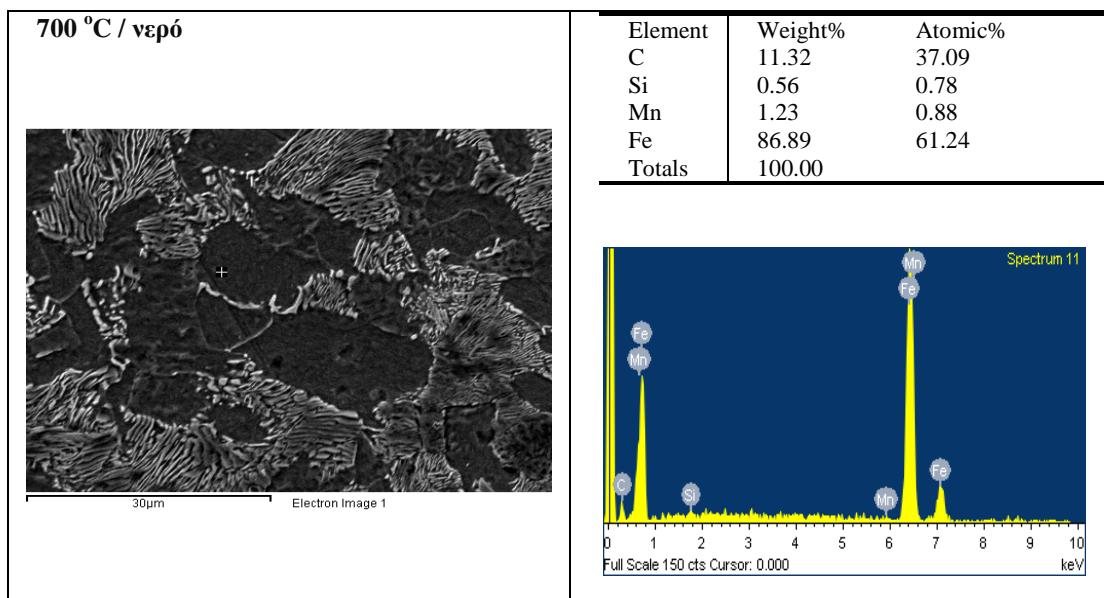 700 °C / νερό
30µm Electron Image 1
Element Weight% Atomic%
C 11.32 37.09
Si 0.56 0.78
Mn 1.23 0.88
Fe 86.89 61.24
Totals 100.00
Spectrum 11
Mn
Fe
Fe
Mn
Fe
C
Si
Mn
0 1 2 3 4 5 6 7 8 9 10
Full Scale 150 cts Cursor: 0.000 keV